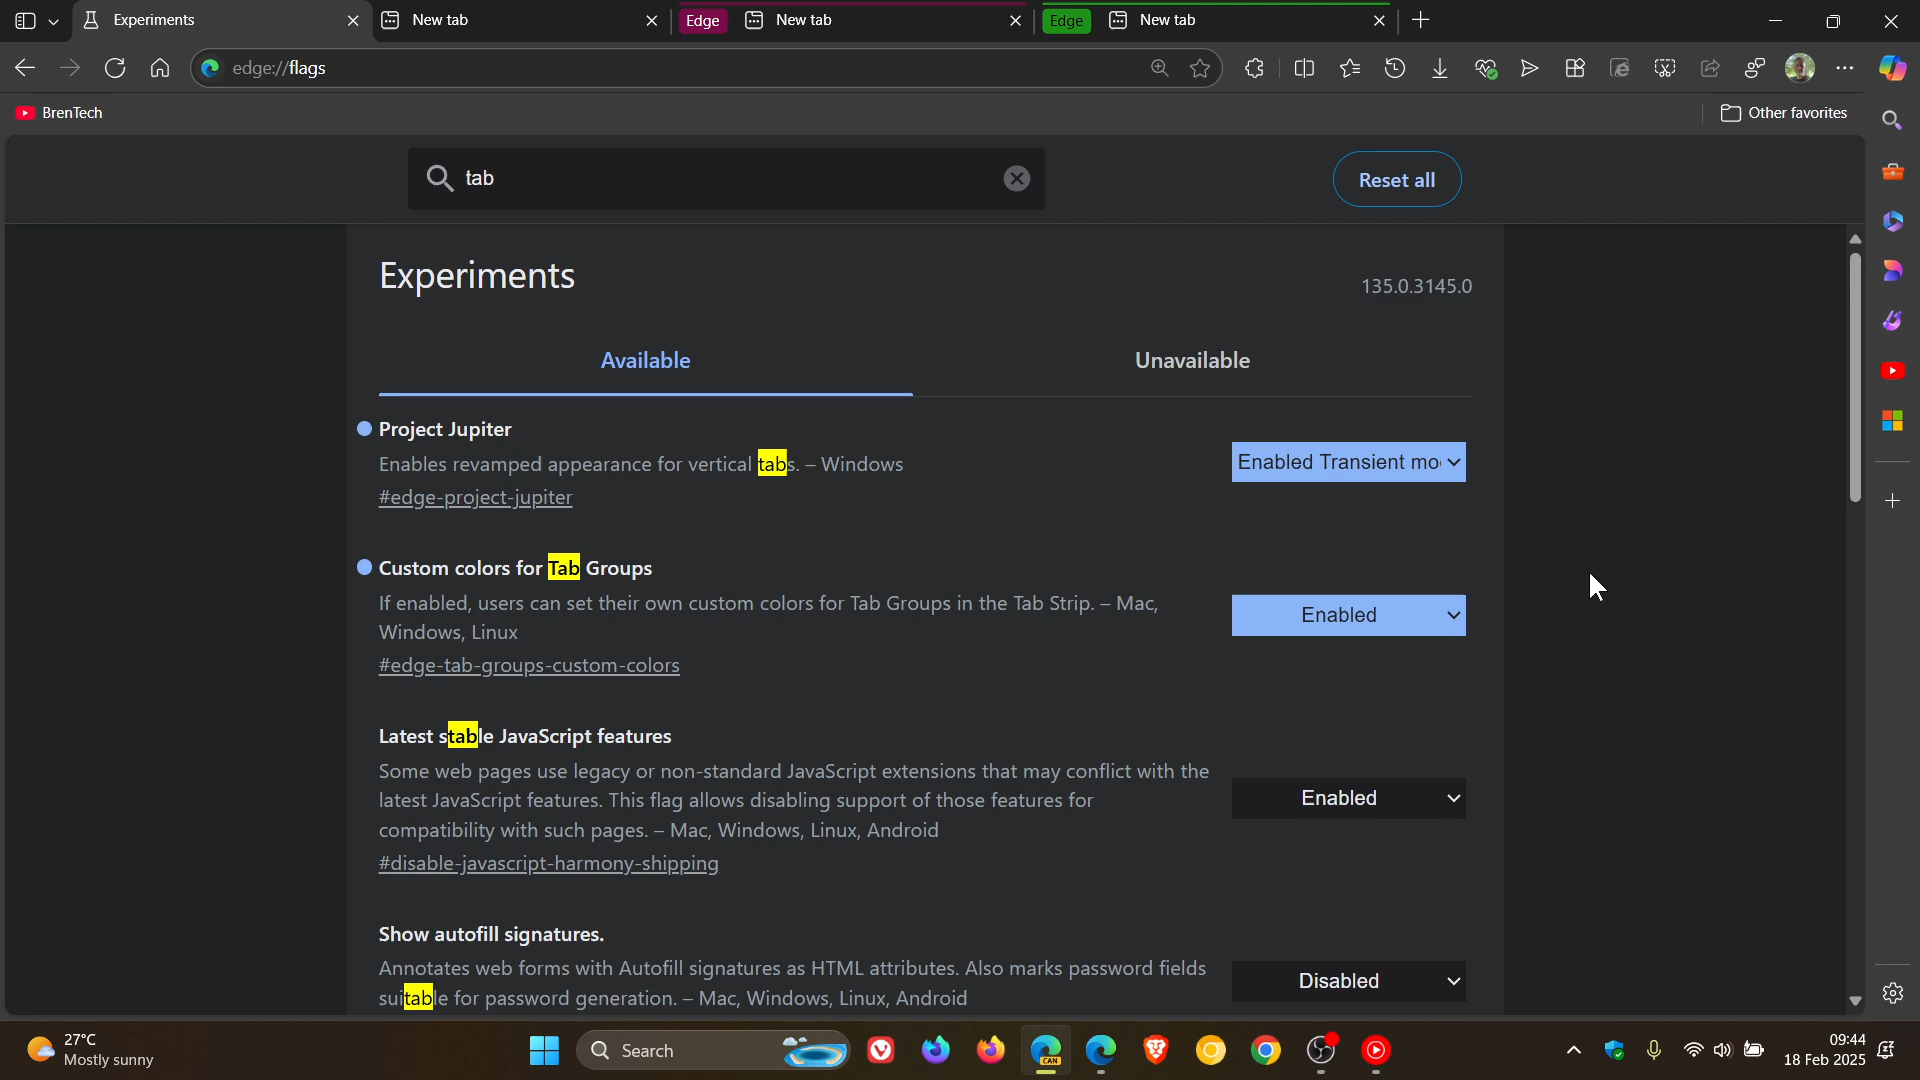 Experiments
New tab
Edge
New tab
Edge
New tab
edge://flags
BrenTech
Other favorites
tab
Reset all
Experiments
135.0.3145.0
Available
Unavailable
Project Jupiter
Enables revamped appearance for vertical tabs. – Windows
#edge-project-jupiter
Enabled Transient mo
Custom colors for Tab Groups
If enabled, users can set their own custom colors for Tab Groups in the Tab Strip. – Mac,
Windows, Linux
#edge-tab-groups-custom-colors
Enabled
Latest stable JavaScript features
Some web pages use legacy or non-standard JavaScript extensions that may conflict with the
latest JavaScript features. This flag allows disabling support of those features for
compatibility with such pages. – Mac, Windows, Linux, Android
#disable-javascript-harmony-shipping
Enabled
Show autofill signatures.
Annotates web forms with Autofill signatures as HTML attributes. Also marks password fields
suitable for password generation. – Mac, Windows, Linux, Android
Disabled
27°C
Mostly sunny
Search
CAN
09:44
18 Feb 2025